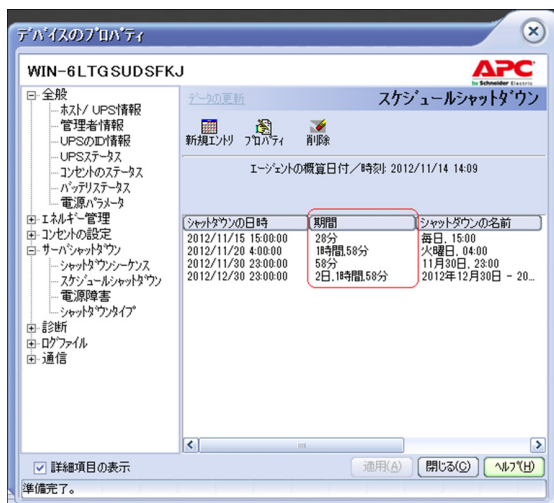 デバイスのプロパティ
WIN-6LTGSUDSFKJ
APC
by Schneider Electric
全般
ホスト/ UPS情報
管理者情報
UPSのID情報
UPSステータス
コンセントのステータス
バッテリステータス
電源パラメータ
エネルギー管理
コンセントの設定
サーバシャットダウン
シャットダウンシーケンス
スケジュールシャットダウン
電源障害
シャットダウンタイプ
診断
ログファイル
通信
データの更新
スケジュールシャットダウン
新規エントリ プロパティ 削除
エージェントの概算日付/時刻: 2012/11/14 14:09
シャットダウンの日時 期間 シャットダウンの名前
2012/11/15 15:00:00 28分 毎日, 15:00
2012/11/20 4:00:00 1時間,58分 火曜日, 04:00
2012/11/30 23:00:00 58分 11月30日, 23:00
2012/12/30 23:00:00 2日,1時間,58分 2012年12月30日 - 20...
詳細項目の表示
適用(A) 閉じる(C) ヘルプ(H)
準備完了。